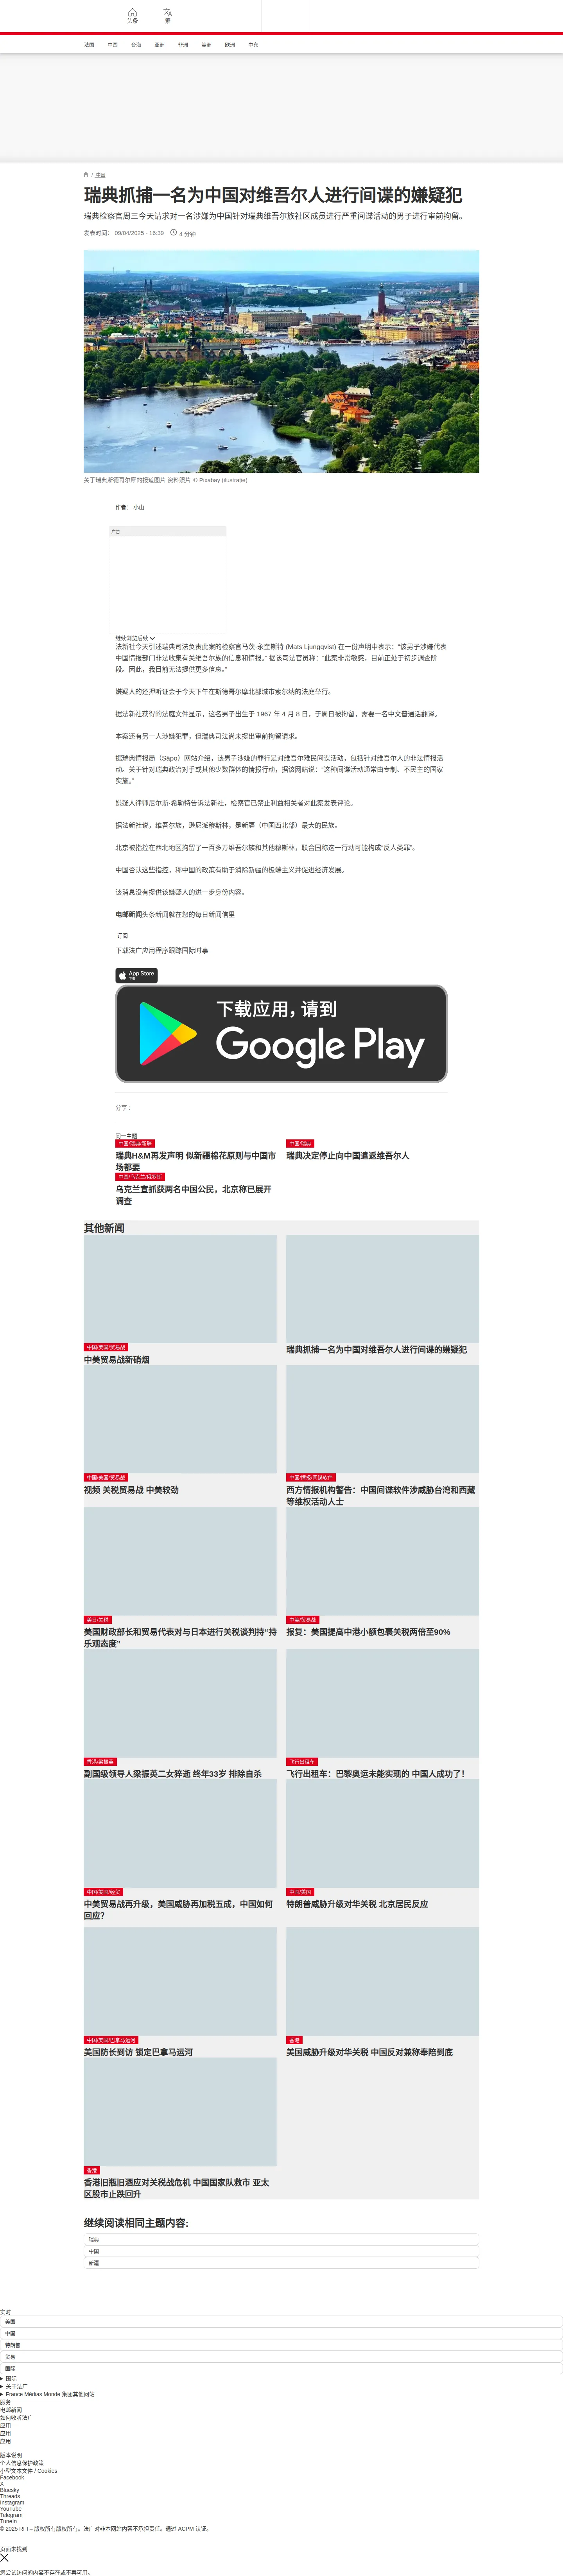 头条
繁
法国 中国 台海 亚洲 非洲 美洲 欧洲 中东
/ 中国
瑞典抓捕一名为中国对维吾尔人进行间谍的嫌疑犯
瑞典检察官周三今天请求对一名涉嫌为中国针对瑞典维吾尔族社区成员进行严重间谍活动的男子进行审前拘留。
发表时间： 09/04/2025 - 16:39 4 分钟
关于瑞典斯德哥尔摩的报道图片 资料照片 © Pixabay (ilustrație)
作者： 小山
广告
继续浏览后续
法新社今天引述瑞典司法负责此案的检察官马茨·永奎斯特 (Mats Ljungqvist) 在一份声明中表示：“该男子涉嫌代表
中国情报部门非法收集有关维吾尔族的信息和情报。” 据该司法官员称：“此案非常敏感，目前正处于初步调查阶
段。因此，我目前无法提供更多信息。”
嫌疑人的还押听证会于今天下午在斯德哥尔摩北部城市索尔纳的法庭举行。
据法新社获得的法庭文件显示，这名男子出生于 1967 年 4 月 8 日，于周日被拘留，需要一名中文普通话翻译。
本案还有另一人涉嫌犯罪，但瑞典司法尚未提出审前拘留请求。
据瑞典情报局（Säpo）网站介绍，该男子涉嫌的罪行是对维吾尔难民间谍活动，包括针对维吾尔人的非法情报活
动。关于针对瑞典政治对手或其他少数群体的情报行动，据该网站说：“这种间谍活动通常由专制、不民主的国家
实施。”
嫌疑人律师尼尔斯·希勒特告诉法新社，检察官已禁止利益相关者对此案发表评论。
据法新社说，维吾尔族，逊尼派穆斯林，是新疆（中国西北部）最大的民族。
北京被指控在西北地区拘留了一百多万维吾尔族和其他穆斯林，联合国称这一行动可能构成“反人类罪”。
中国否认这些指控，称中国的政策有助于消除新疆的极端主义并促进经济发展。
该消息没有提供该嫌疑人的进一步身份内容。
电邮新闻头条新闻就在您的每日新闻信里
订阅
下载法广应用程序跟踪国际时事
App Store
下载
下载应用，请到
Google Play
分享 :
同一主题
中国/瑞典/新疆
瑞典H&M再发声明 似新疆棉花原则与中国市
场都要
中国/瑞典
瑞典决定停止向中国遣返维吾尔人
中国/乌克兰/俄罗斯
乌克兰宣抓获两名中国公民，北京称已展开
调查
其他新闻
中国/美国/贸易战
中美贸易战新硝烟
瑞典抓捕一名为中国对维吾尔人进行间谍的嫌疑犯
中国/美国/贸易战
视频 关税贸易战 中美较劲
中国/情报/间谍软件
西方情报机构警告：中国间谍软件涉威胁台湾和西藏
等维权活动人士
美日/关税
美国财政部长和贸易代表对与日本进行关税谈判持“持
乐观态度”
中美/贸易战
报复：美国提高中港小额包裹关税两倍至90%
香港/梁振英
副国级领导人梁振英二女猝逝 终年33岁 排除自杀
飞行出租车
飞行出租车：巴黎奥运未能实现的 中国人成功了！
中国/美国/经贸
中美贸易战再升级，美国威胁再加税五成，中国如何
回应？
中国/美国
特朗普威胁升级对华关税 北京居民反应
中国/美国/巴拿马运河
美国防长到访 锁定巴拿马运河
香港
美国威胁升级对华关税 中国反对兼称奉陪到底
香港
香港旧瓶旧酒应对关税战危机 中国国家队救市 亚太
区股市止跌回升
继续阅读相同主题内容:
瑞典
中国
新疆
实时
美国
中国
特朗普
贸易
国际
国际
关于法广
France Médias Monde 集团其他网站
服务
电邮新闻
如何收听法广
应用
应用
应用
版本说明
个人信息保护政策
小型文本文件 / Cookies
Facebook
X
Bluesky
Threads
Instagram
YouTube
Telegram
TuneIn
© 2025 RFI – 版权所有版权所有。法广对非本网站内容不承担责任。通过 ACPM 认证。
页面未找到
您尝试访问的内容不存在或不再可用。